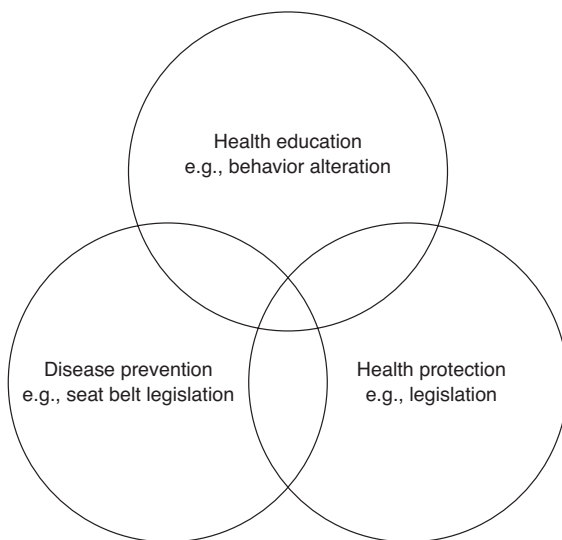 Health education
e.g., behavior alteration
Disease prevention
e.g., seat belt legislation
Health protection
e.g., legislation